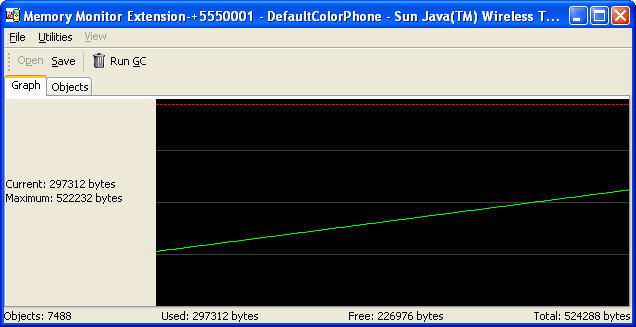 Memory Monitor Extension-+5550001 - DefaultColorPhone - Sun Java(TM) Wireless T...
File Utilities View
Open Save Run GC
Graph Objects
Current: 297312 bytes
Maximum: 522232 bytes
Objects: 7488 Used: 297312 bytes Free: 226976 bytes Total: 524288 bytes